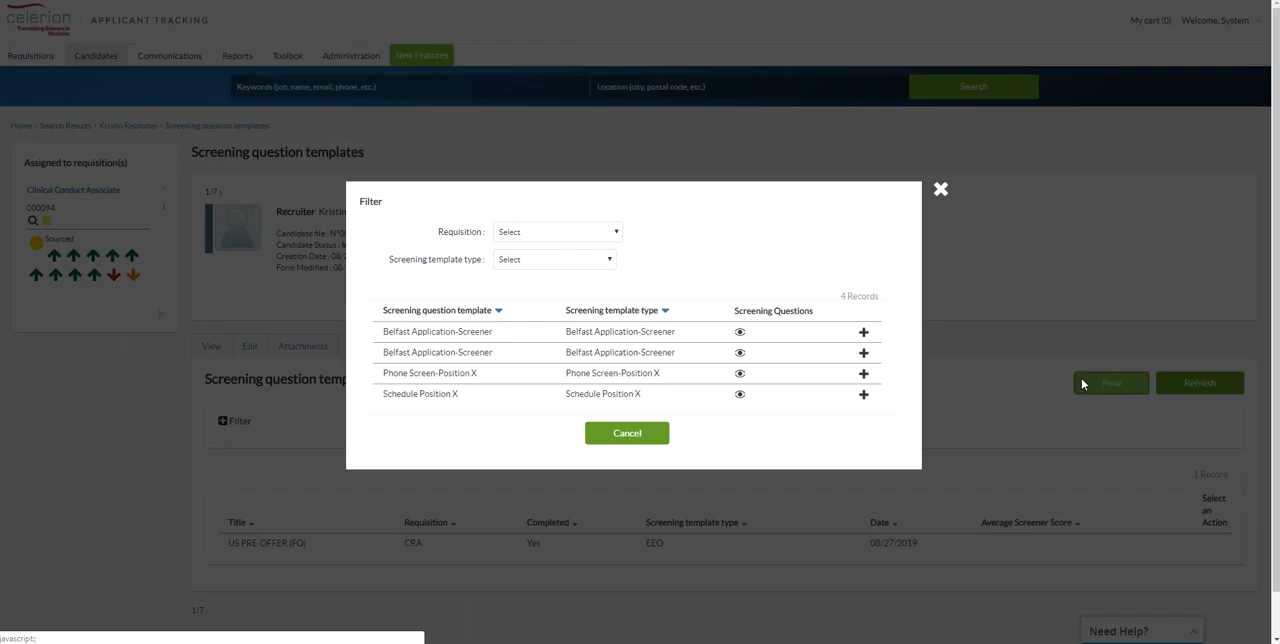 celerion
Translating Science to Medicine
APPLICANT TRACKING
My cart (0) Welcome, System
Requisitions Candidates Communications Reports Toolbox Administration New Features
Keywords (job, name, email, phone, etc.) Location (city, postal code, etc.) Search
Home › Search Results › Kristin Recruiter › Screening question templates
Assigned to requisition(s)
Clinical Conduct Associate
000094
Sourced
Screening question templates
1/7 ›
Recruiter Kristin
Candidate file : N°0
Candidate Status :
Creation Date : 08/
Form Modified : 08/
Filter
Requisition : Select
Screening template type : Select
4 Records
Screening question template Screening template type Screening Questions
Belfast Application-Screener Belfast Application-Screener
Belfast Application-Screener Belfast Application-Screener
Phone Screen-Position X Phone Screen-Position X
Schedule Position X Schedule Position X
Cancel
View Edit Attachments
Screening question temp
New Refresh
Filter
1 Record
Title Requisition Completed Screening template type Date Average Screener Score Select an Action
US PRE-OFFER (FO) CRA Yes EEO 08/27/2019
1/7
Need Help?
javascript:;